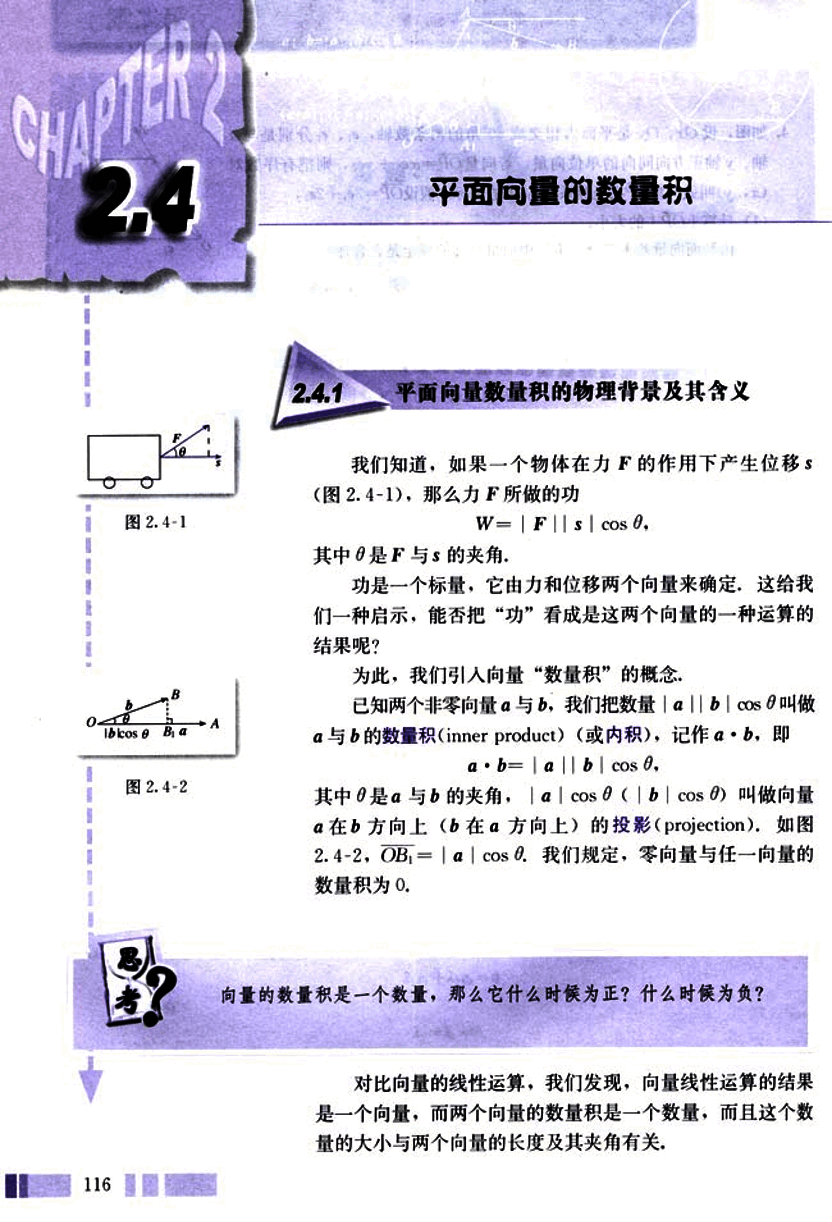 CHAPTER 2
2.4
平面向量的数量积
2.4.1 平面向量数量积的物理背景及其含义
F
θ
s
图 2.4-1
我们知道，如果一个物体在力 F 的作用下产生位移 s
(图 2.4-1)，那么力 F 所做的功
W=|F||s|cos θ,
其中 θ 是 F 与 s 的夹角.
功是一个标量，它由力和位移两个向量来确定. 这给我
们一种启示，能否把“功”看成是这两个向量的一种运算的
结果呢?
为此，我们引入向量“数量积”的概念.
b
B
O
θ
A
|b|cos θ
B₁
a
图 2.4-2
已知两个非零向量 a 与 b，我们把数量|a||b|cos θ叫做
a 与 b 的数量积(inner product)（或内积），记作 a·b，即
a·b=|a||b|cos θ,
其中 θ 是 a 与 b 的夹角，|a|cos θ（|b|cos θ）叫做向量
a 在 b 方向上（b 在 a 方向上）的投影(projection). 如图
2.4-2，OB₁=|a|cos θ. 我们规定，零向量与任一向量的
数量积为 0.
思考?
向量的数量积是一个数量，那么它什么时候为正？什么时候为负？
对比向量的线性运算，我们发现，向量线性运算的结果
是一个向量，而两个向量的数量积是一个数量，而且这个数
量的大小与两个向量的长度及其夹角有关.
116